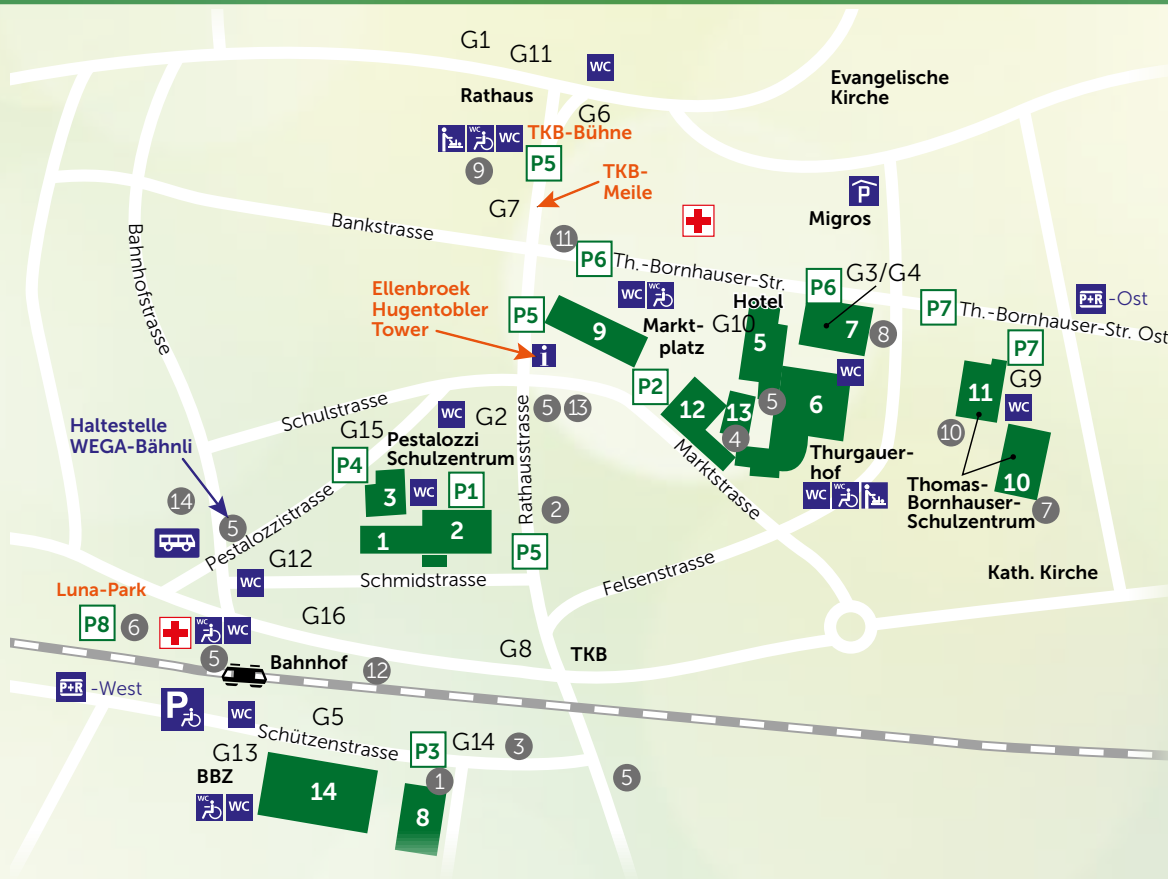 G1
G11
WC
Evangelische
Kirche
Rathaus
G6
WC
WC
TKB-Bühne
P5
9
TKB-
Meile
G7
P
Migros
Bankstrasse
Bahnhofstrasse
11
P6
Th.-Bornhauser-Str.
G3/G4
P6
P+R -Ost
P7
Th.-Bornhauser-Str. Ost
Ellenbroek
Hugentobler
Tower
WC
WC
Hotel
P5
9
Markt-
platz
G10
5
7
8
P7
i
WC
P2
11
G9
Schulstrasse
WC
G2
5
13
12
13
5
6
WC
Haltestelle
WEGA-Bähnli
G15
Pestalozzi
Schulzentrum
Rathausstrasse
4
10
P4
3
WC
P1
Marktstrasse
Thurgauer-
hof
WC
WC
Thomas-
Bornhauser-
Schulzentrum
10
7
14
5
Pestalozzistrasse
2
1
2
P5
G12
WC
Schmidstrasse
Felsenstrasse
Kath. Kirche
Luna-Park
P8
6
WC
WC
G16
G8
TKB
5
Bahnhof
12
P+R -West
P
WC
G5
Schützenstrasse
P3
G14
3
G13
BBZ
WC
WC
14
1
8
5